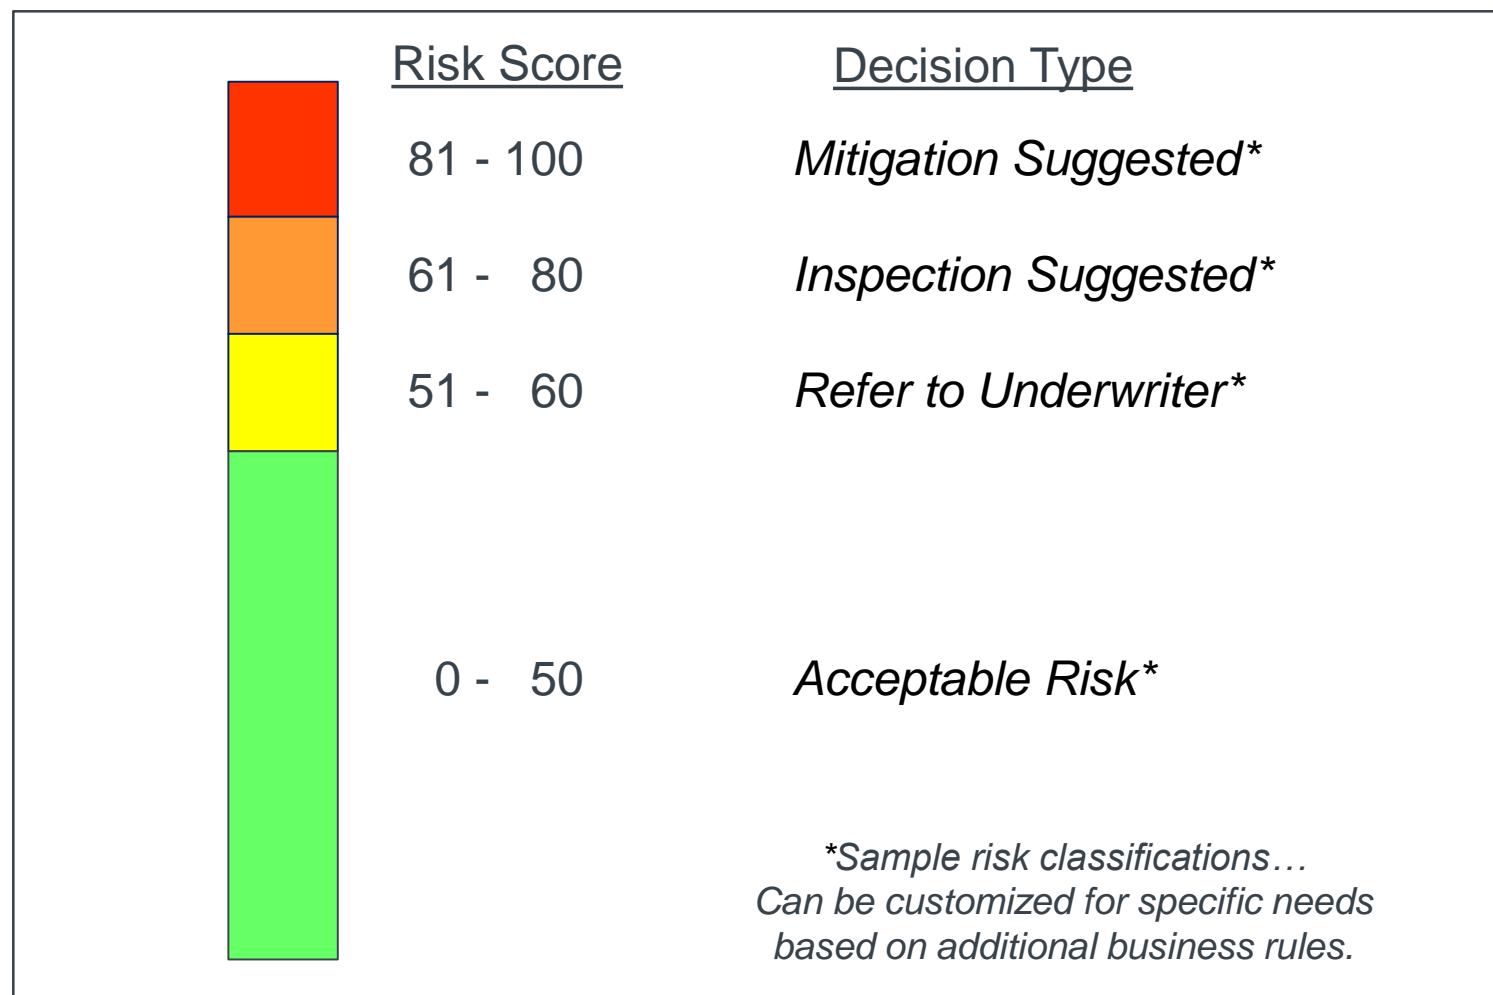 Risk Score Decision Type
81 - 100 Mitigation Suggested*
61 - 80 Inspection Suggested*
51 - 60 Refer to Underwriter*
0 - 50 Acceptable Risk*
*Sample risk classifications…
Can be customized for specific needs
based on additional business rules.